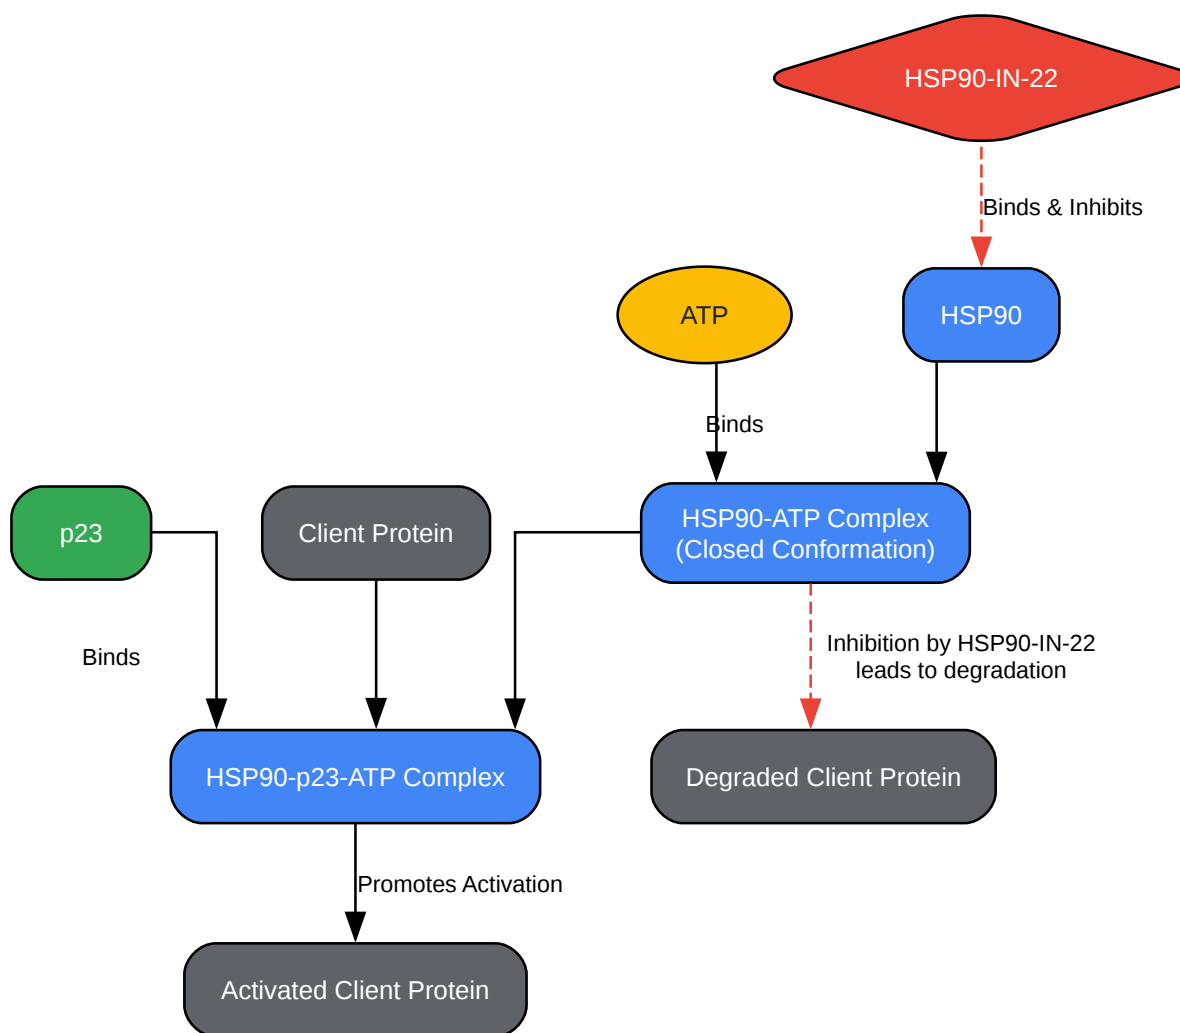 HSP90-IN-22
Binds & Inhibits
ATP
HSP90
Binds
p23
Client Protein
HSP90-ATP Complex
(Closed Conformation)
Binds
Inhibition by HSP90-IN-22
leads to degradation
HSP90-p23-ATP Complex
Degraded Client Protein
Promotes Activation
Activated Client Protein